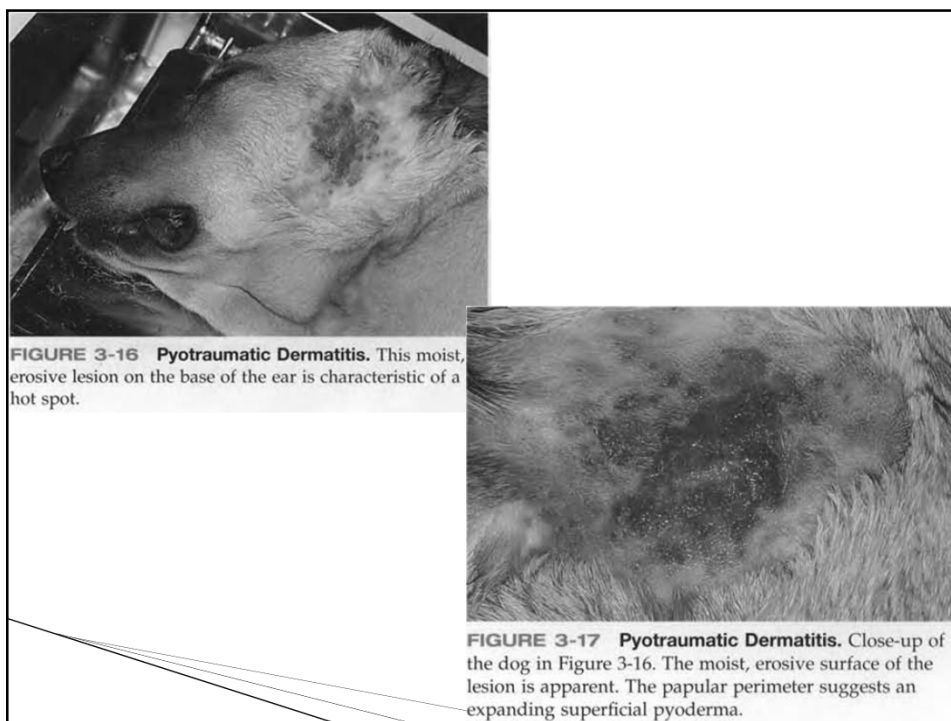 FIGURE 3-16 Pyotraumatic Dermatitis. This moist,
erosive lesion on the base of the ear is characteristic of a
hot spot.
FIGURE 3-17 Pyotraumatic Dermatitis. Close-up of
the dog in Figure 3-16. The moist, erosive surface of the
lesion is apparent. The papular perimeter suggests an
expanding superficial pyoderma.